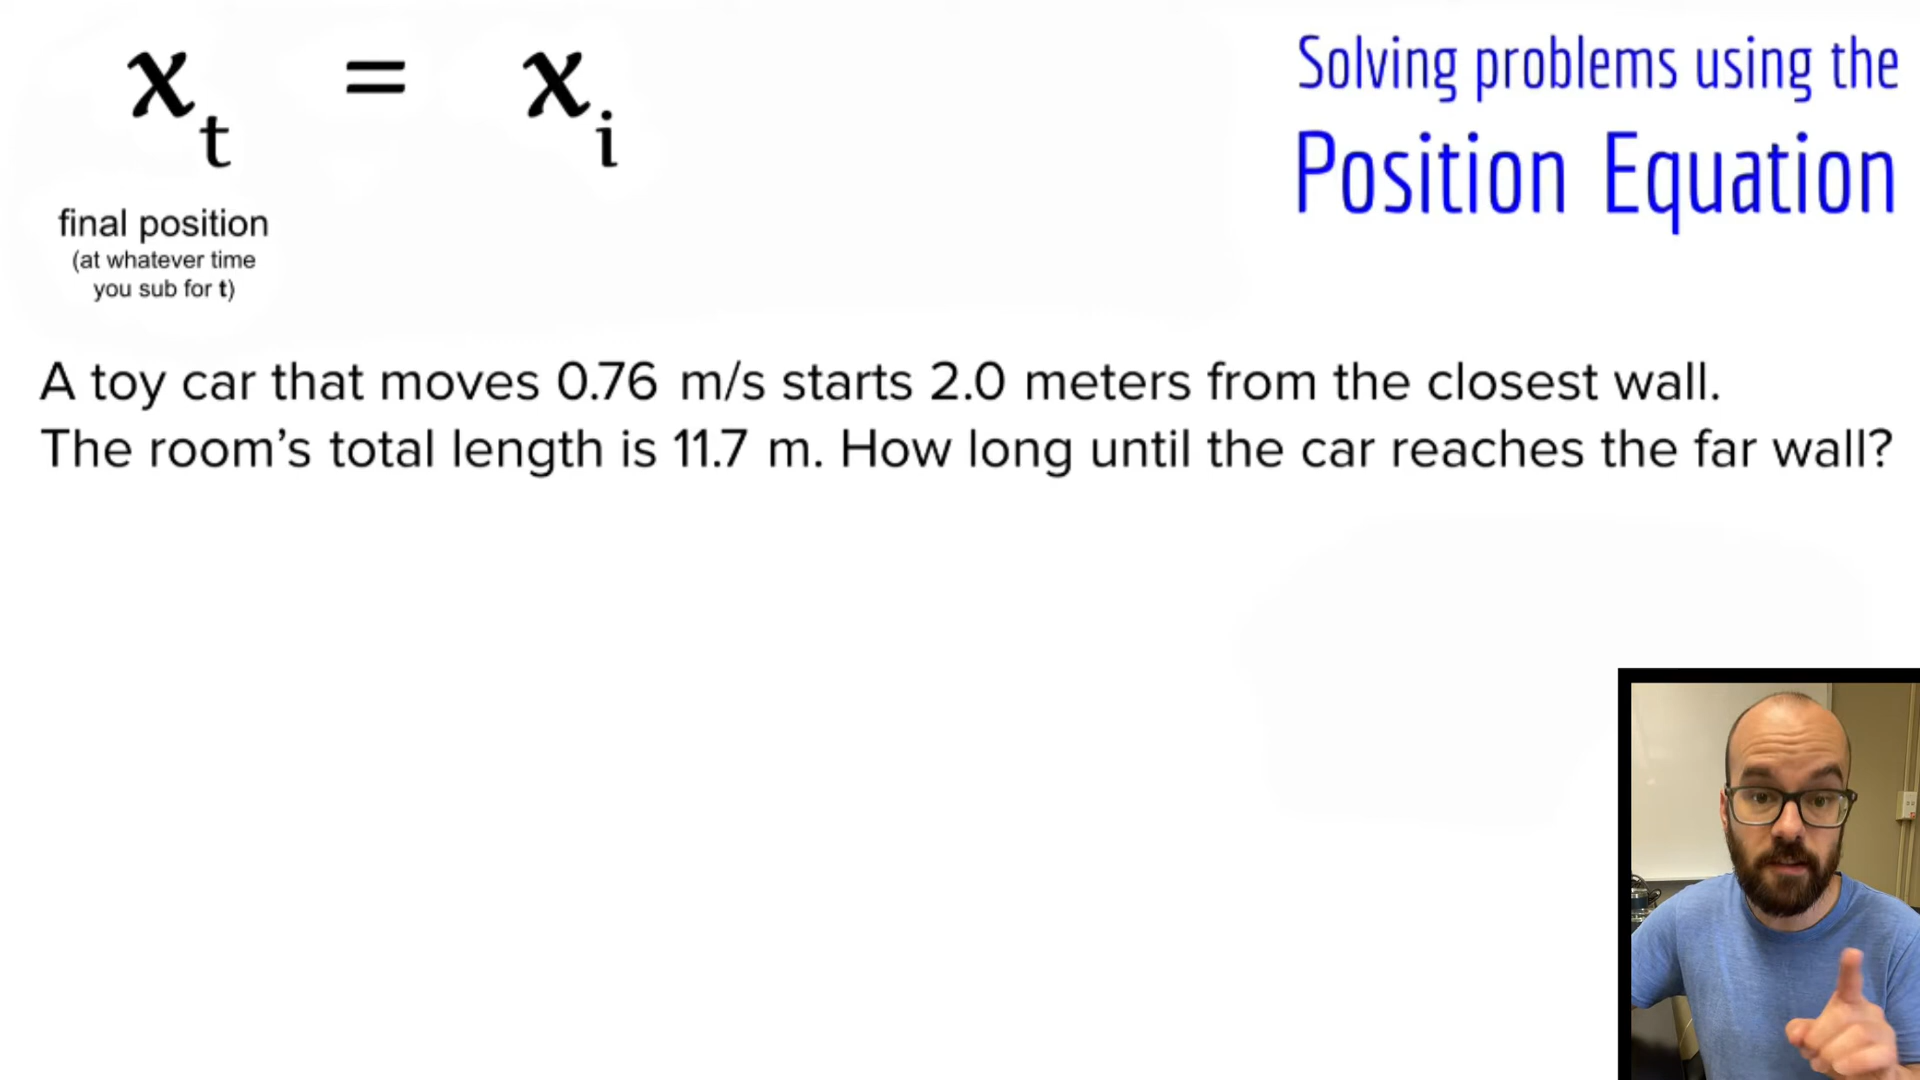 x_t = x_i
Solving problems using the
Position Equation
final position
(at whatever time
you sub for t)
A toy car that moves 0.76 m/s starts 2.0 meters from the closest wall.
The room’s total length is 11.7 m. How long until the car reaches the far wall?